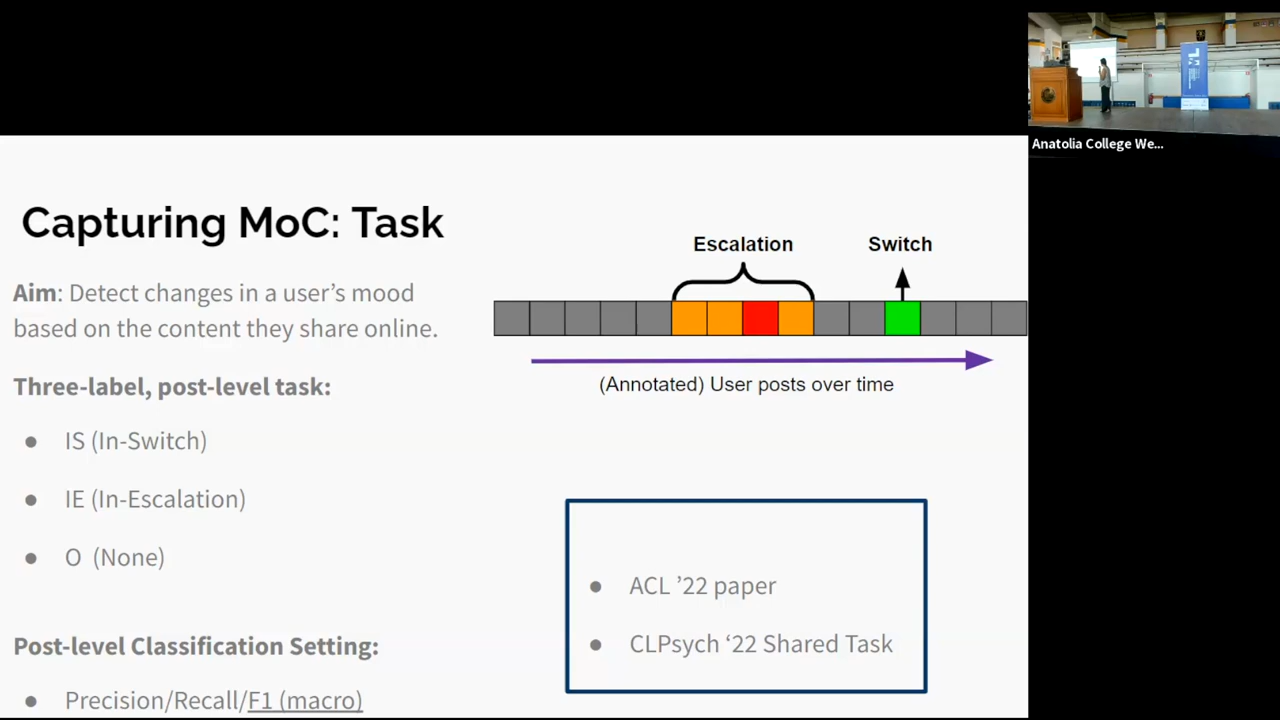 Capturing MoC: Task
Aim: Detect changes in a user's mood
based on the content they share online.
Three-label, post-level task:
● IS (In-Switch)
● IE (In-Escalation)
● O (None)
Post-level Classification Setting:
● Precision/Recall/F1 (macro)
Escalation
Switch
(Annotated) User posts over time
● ACL ’22 paper
● CLPsych ‘22 Shared Task
Anatolia College We...